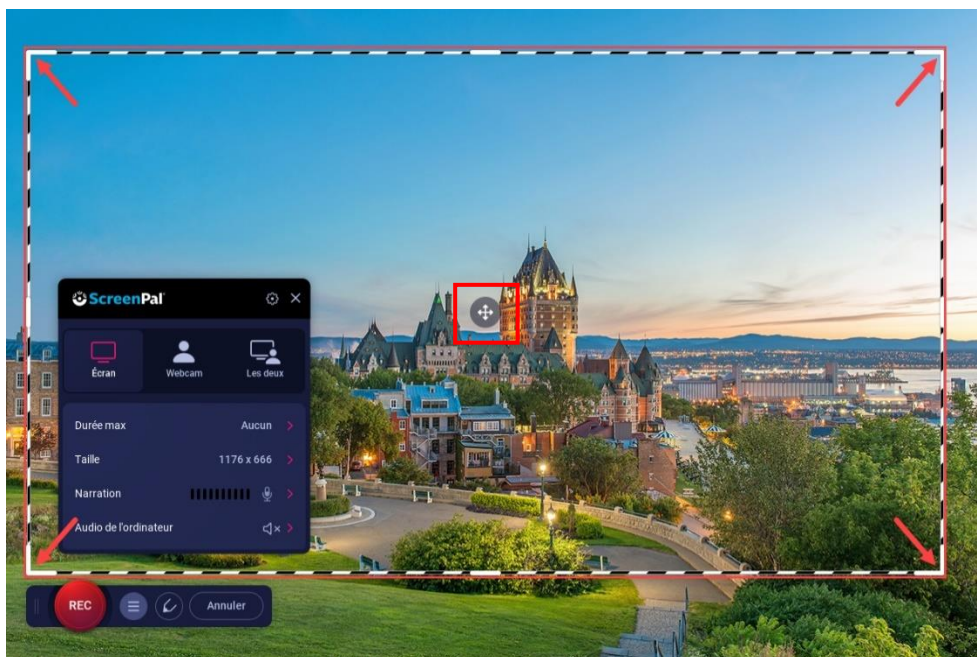 ScreenPal
Écran
Webcam
Les deux
Durée max Aucun
Taille 1176 x 666
Narration
Audio de l'ordinateur
REC
Annuler